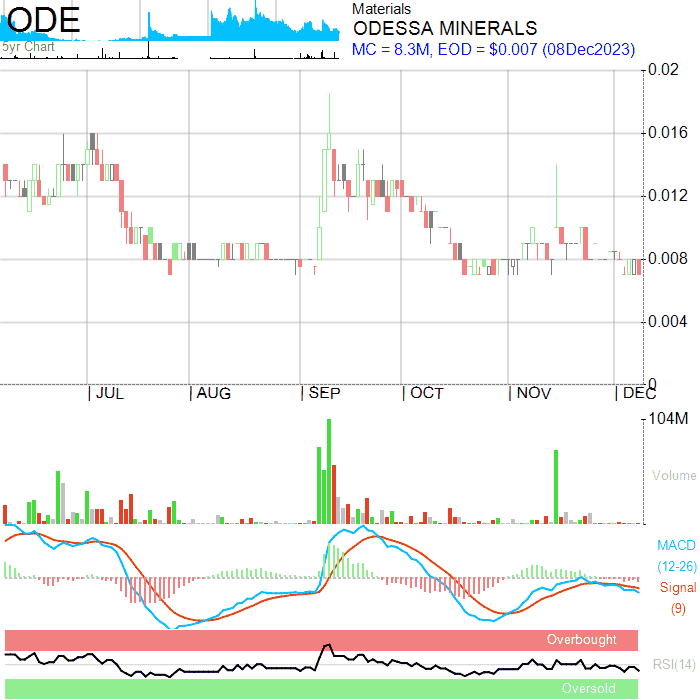 ODE
5yr Chart
Materials
ODESSA MINERALS
MC = 8.3M, EOD = $0.007 (08Dec2023)
0.02
0.016
0.012
0.008
0.004
0
JUL AUG SEP OCT NOV DEC
104M
Volume
MACD
(12-26)
Signal
(9)
Overbought
RSI(14)
Oversold